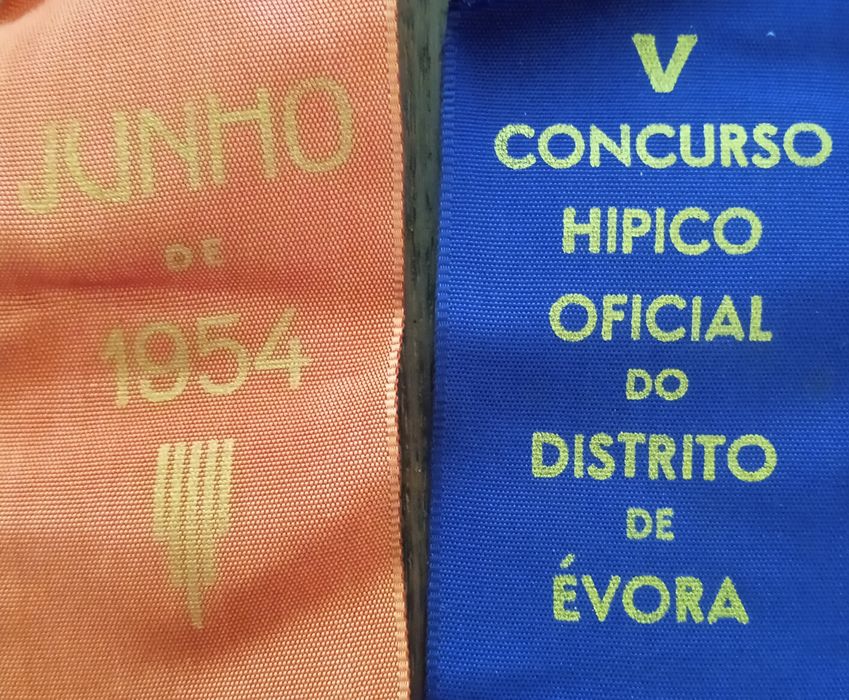 JUNHO
DE
1954
V
CONCURSO
HIPICO
OFICIAL
DO
DISTRITO
DE
ÉVORA